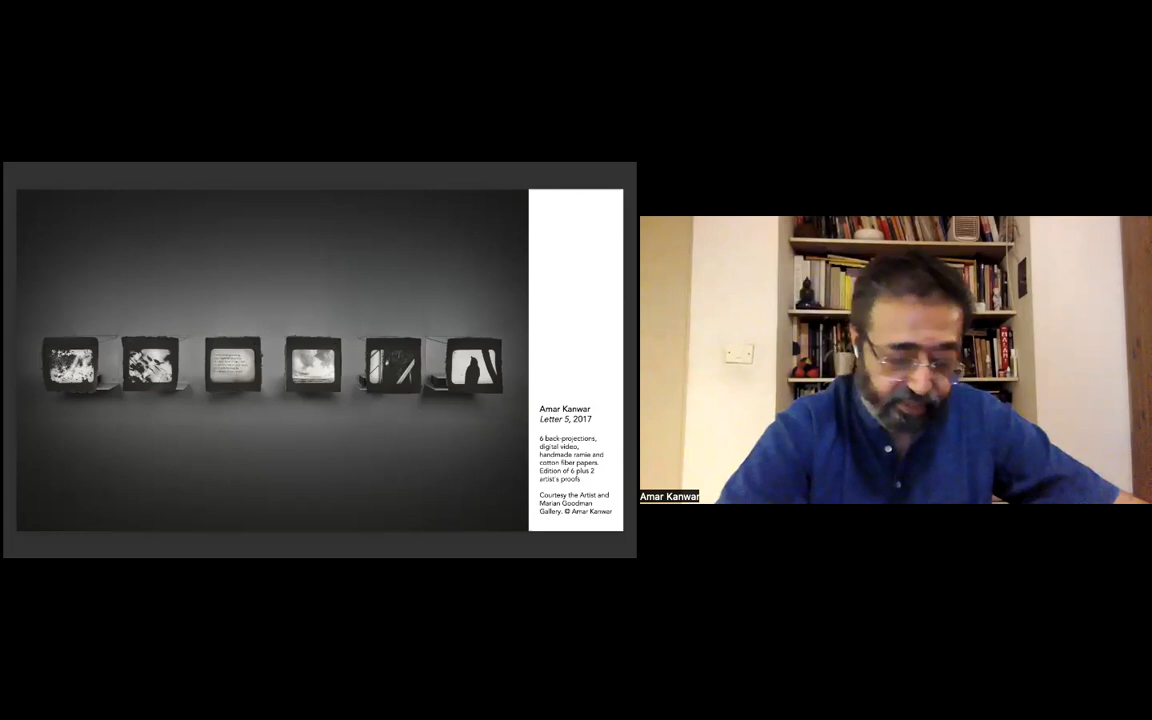 Amar Kanwar
Letter 5, 2017
6 back-projections,
digital video,
handmade ramie and
cotton fiber papers.
Edition of 6 plus 2
artist's proofs
Courtesy the Artist and
Marian Goodman
Gallery. © Amar Kanwar
Amar Kanwar